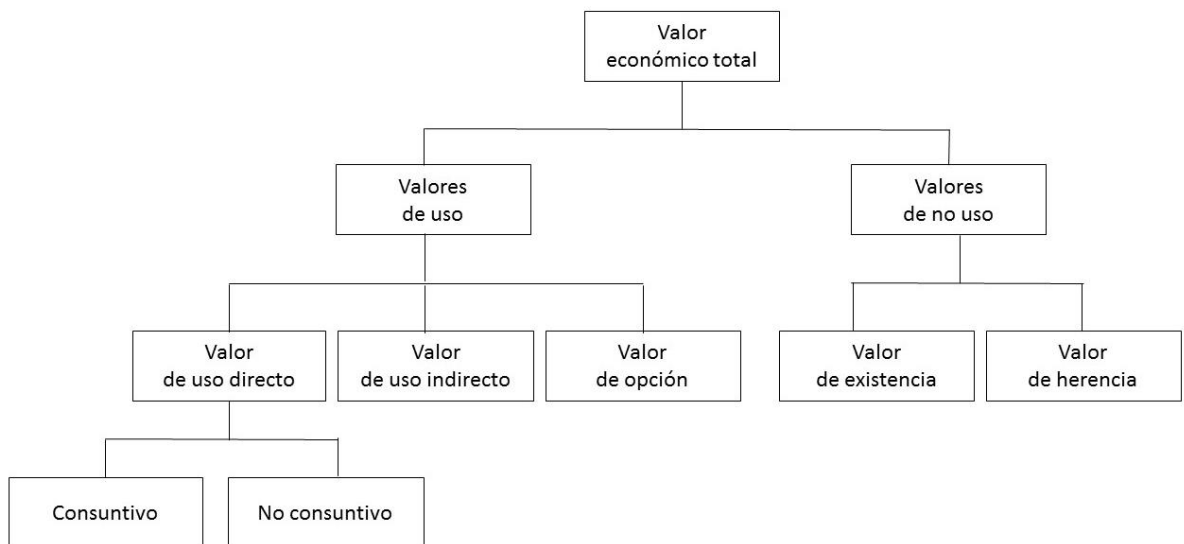 Valor
económico total
Valores
de uso
Valores
de no uso
Valor
de uso directo
Valor
de uso indirecto
Valor
de opción
Valor
de existencia
Valor
de herencia
Consuntivo
No consuntivo